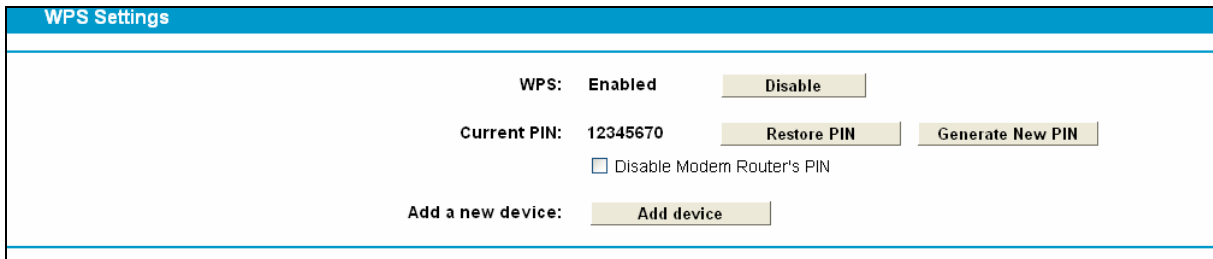 WPS Settings
WPS: Enabled Disable
Current PIN: 12345670 Restore PIN Generate New PIN
Disable Modem Router's PIN
Add a new device: Add device